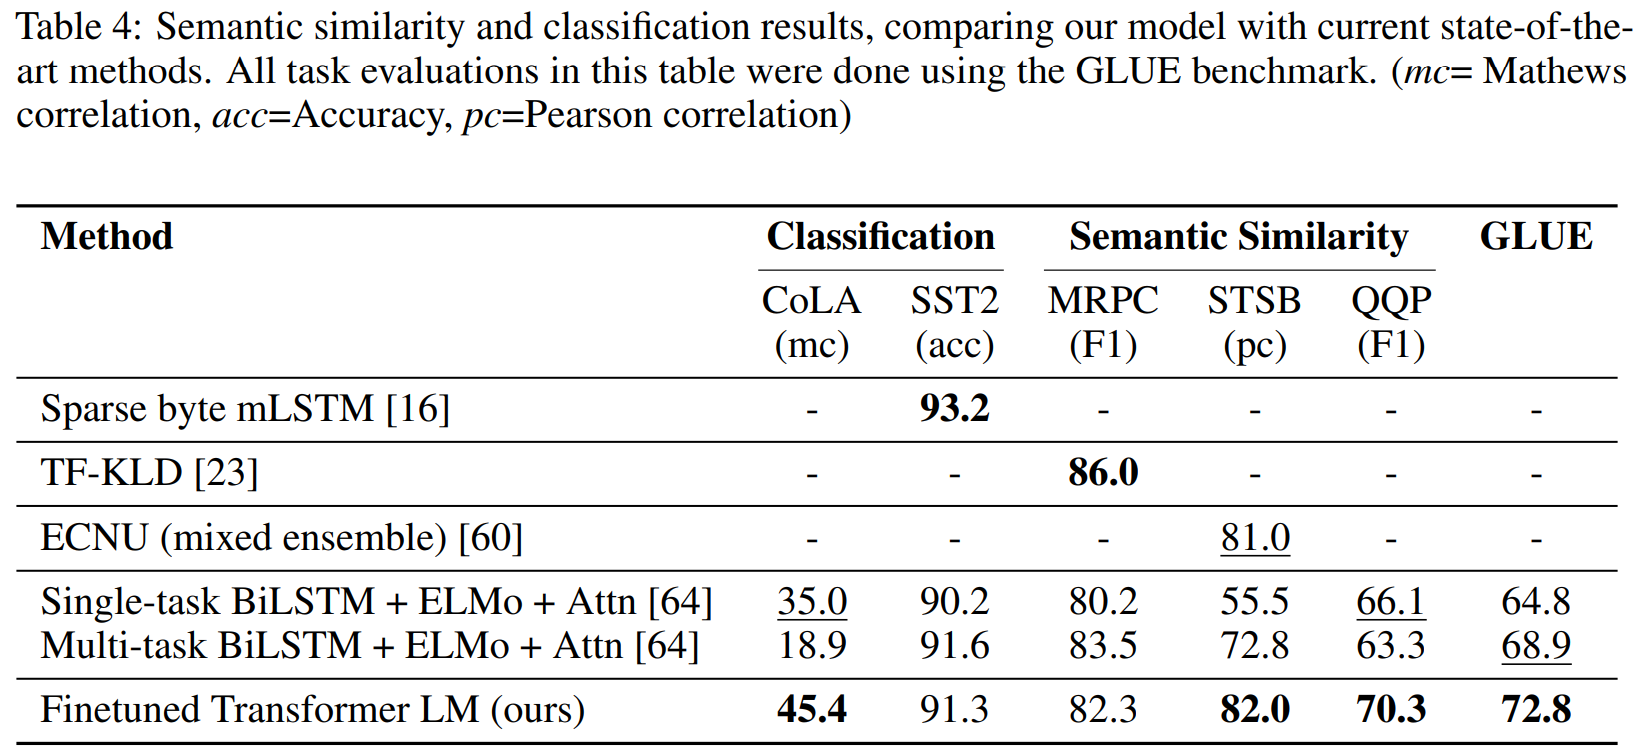 Table 4: Semantic similarity and classification results, comparing our model with current state-of-the-
art methods. All task evaluations in this table were done using the GLUE benchmark. (mc= Mathews
correlation, acc=Accuracy, pc=Pearson correlation)
Method Classification Semantic Similarity GLUE
CoLA SST2 MRPC STSB QQP
(mc) (acc) (F1) (pc) (F1)
Sparse byte mLSTM [16] - 93.2 - - - -
TF-KLD [23] - - 86.0 - - -
ECNU (mixed ensemble) [60] - - - 81.0 - -
Single-task BiLSTM + ELMo + Attn [64] 35.0 90.2 80.2 55.5 66.1 64.8
Multi-task BiLSTM + ELMo + Attn [64] 18.9 91.6 83.5 72.8 63.3 68.9
Finetuned Transformer LM (ours) 45.4 91.3 82.3 82.0 70.3 72.8